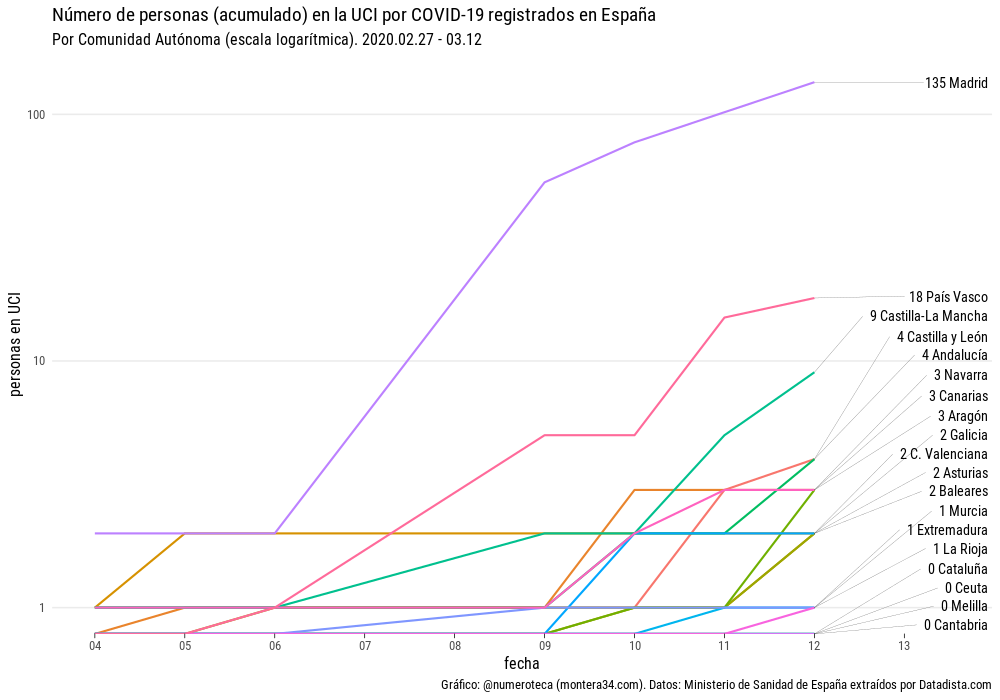 Número de personas (acumulado) en la UCI por COVID-19 registrados en España
Por Comunidad Autónoma (escala logarítmica). 2020.02.27 - 03.12
135 Madrid
100
18 País Vasco
9 Castilla-La Mancha
4 Castilla y León
4 Andalucía
10
3 Navarra
3 Canarias
3 Aragón
2 Galicia
2 C. Valenciana
2 Asturias
2 Baleares
1 Murcia
1 Extremadura
1 La Rioja
0 Cataluña
0 Ceuta
0 Melilla
0 Cantabria
1
personas en UCI
04 05 06 07 08 09 10 11 12 13
fecha
Gráfico: @numeroteca (montera34.com). Datos: Ministerio de Sanidad de España extraídos por Datadista.com